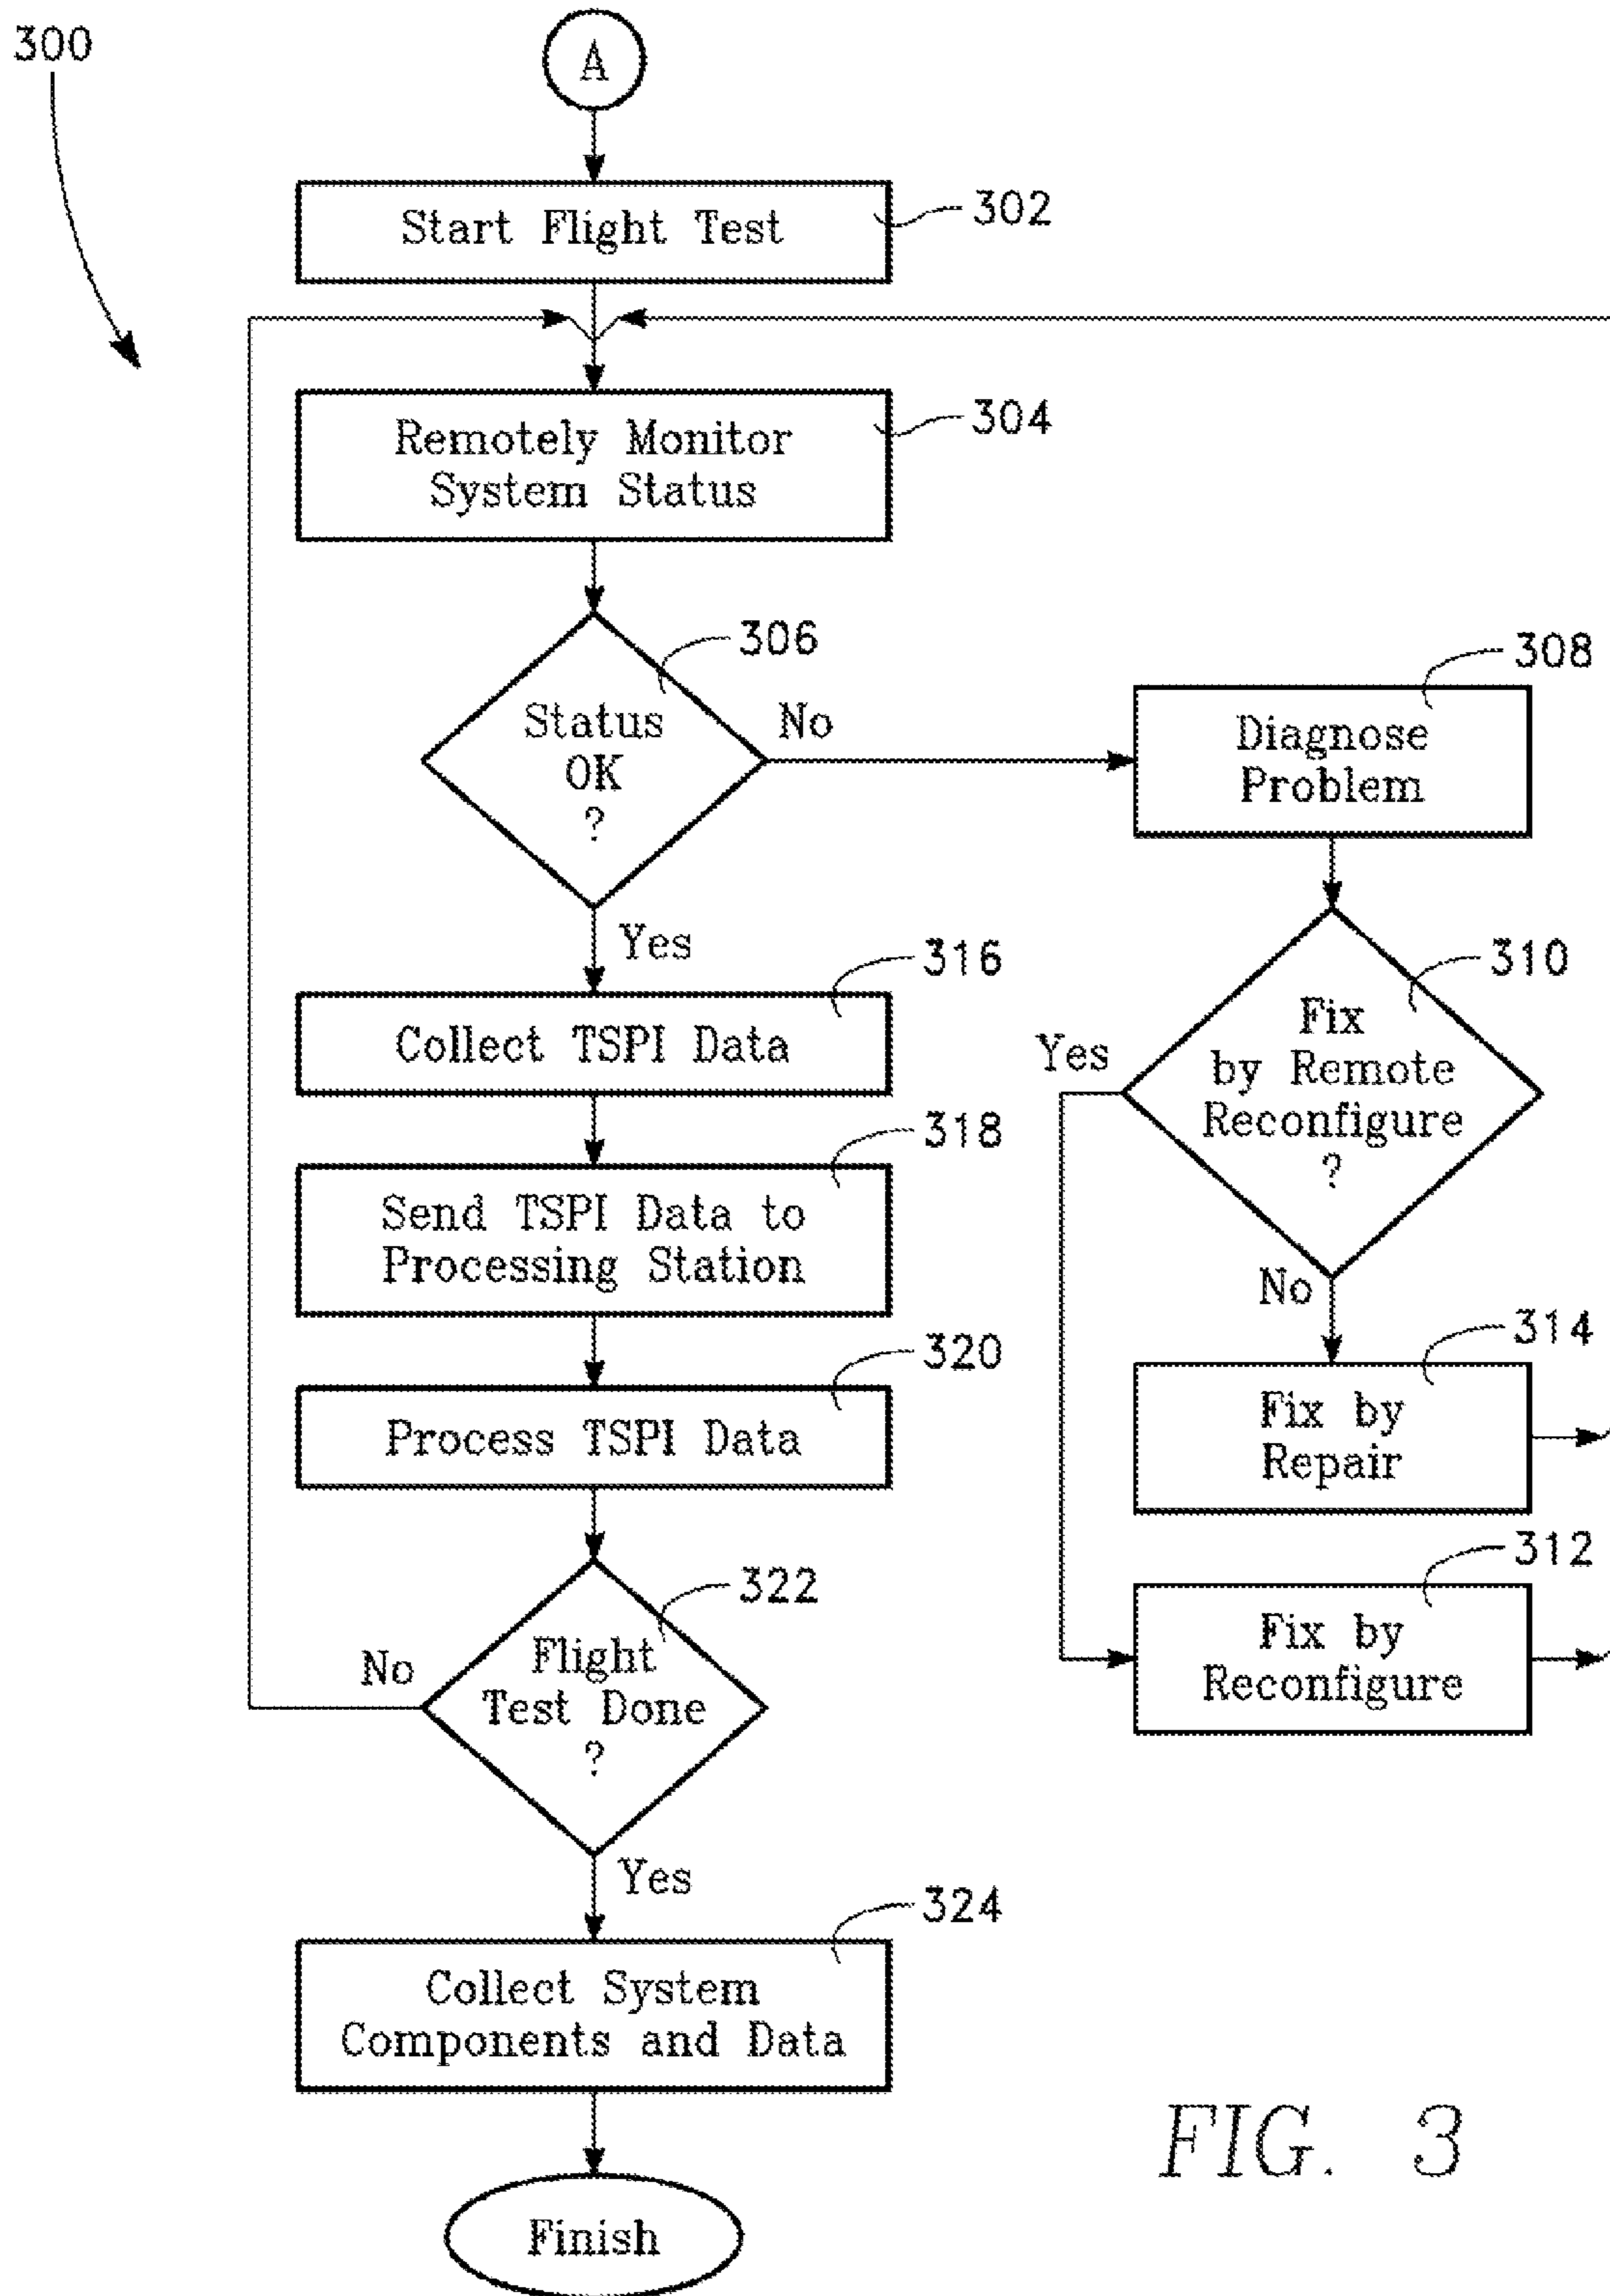 300
A
Start Flight Test
302
Remotely Monitor
System Status
304
306
Status
OK
?
No
Yes
308
Diagnose
Problem
310
Fix
by Remote
Reconfigure
?
Yes
No
314
Fix by
Repair
312
Fix by
Reconfigure
316
Collect TSPI Data
318
Send TSPI Data to
Processing Station
320
Process TSPI Data
322
Flight
Test Done
?
No
Yes
324
Collect System
Components and Data
Finish
FIG. 3